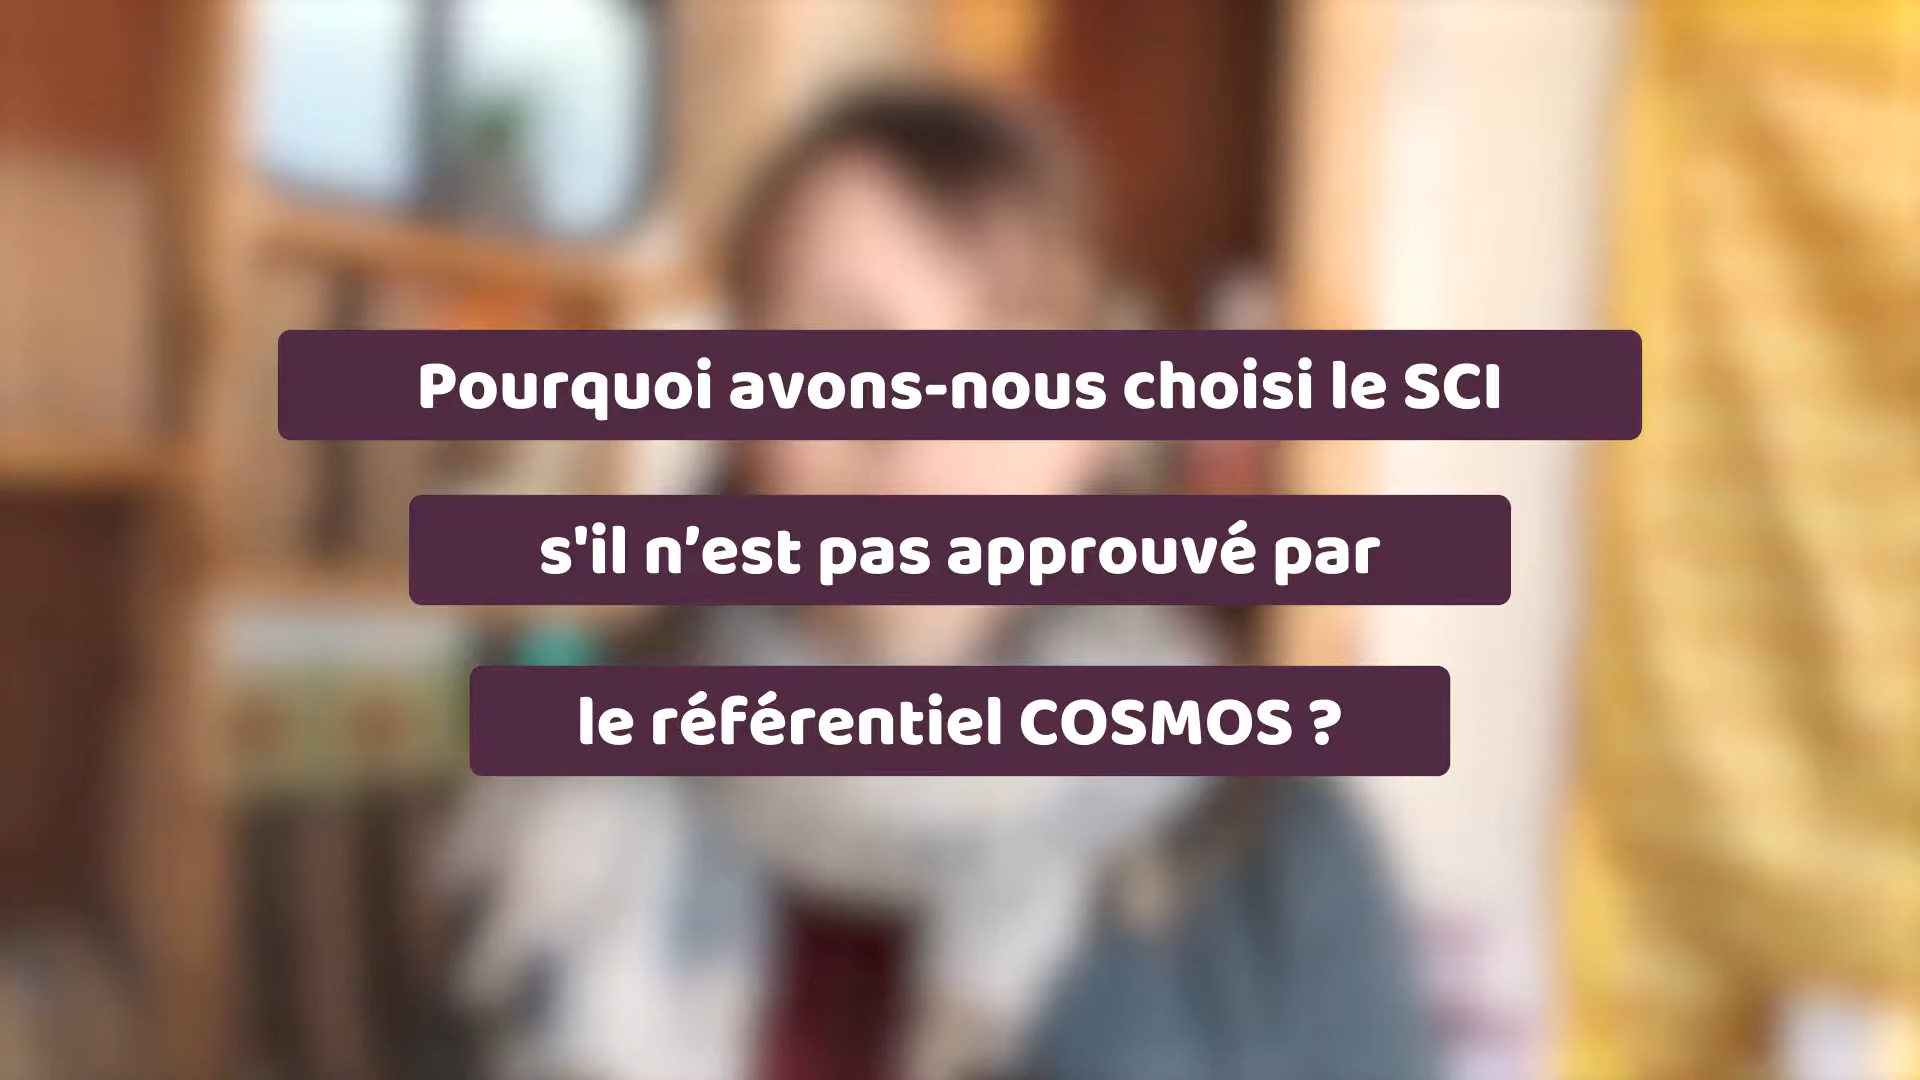 Pourquoi avons-nous choisi le SCI
s'il n’est pas approuvé par
le référentiel COSMOS ?